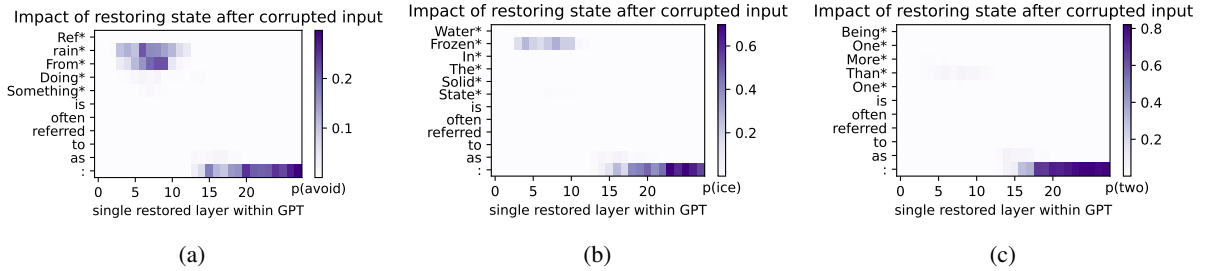 Impact of restoring state after corrupted input
Ref*
rain*
From*
Doing*
Something*
is
often
referred
to
as
:
0 5 10 15 20
single restored layer within GPT
0.2
0.1
p(avoid)
(a)
Impact of restoring state after corrupted input
Water*
Frozen*
In*
The*
Solid*
State*
is
often
referred
to
as
:
0 5 10 15 20
single restored layer within GPT
0.6
0.4
0.2
p(ice)
(b)
Impact of restoring state after corrupted input
Being*
One*
More*
Than*
One*
is
often
referred
to
as
:
0 5 10 15 20
single restored layer within GPT
0.8
0.6
0.4
0.2
p(two)
(c)